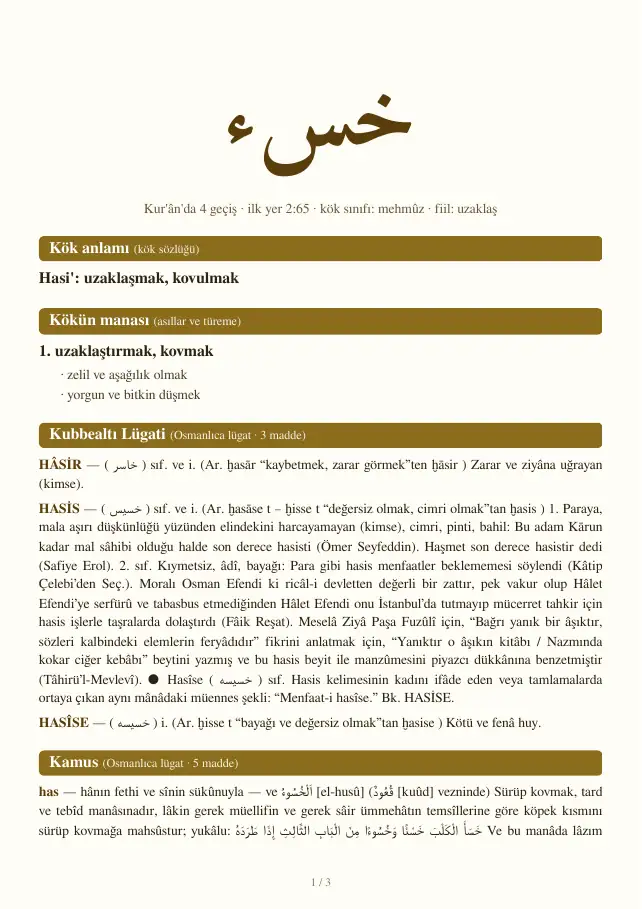 خسء
Kur'ân'da 4 geçiş · ilk yer 2:65 · kök sınıfı: mehmûz · fiil: uzaklaş
Kök anlamı (kök sözlüğü)
Hasi': uzaklaşmak, kovulmak
Kökün manası (asıllar ve türeme)
1. uzaklaştırmak, kovmak
· zelil ve aşağılık olmak
· yorgun ve bitkin düşmek
Kubbealtı Lügati (Osmanlıca lügat · 3 madde)
HÂSİR — ( خاسر ) sıf. ve i. (Ar. ḫasār “kaybetmek, zarar görmek”ten ḫāsir ) Zarar ve ziyâna uğrayan
(kimse).
HASİS — ( خسيس ) sıf. ve i. (Ar. ḫasāse t – ḫisse t “değersiz olmak, cimri olmak”tan ḫasis ) 1. Paraya,
mala aşırı düşkünlüğü yüzünden elindekini harcayamayan (kimse), cimri, pinti, bahil: Bu adam Kārun
kadar mal sâhibi olduğu halde son derece hasisti (Ömer Seyfeddin). Haşmet son derece hasistir dedi
(Safiye Erol). 2. sıf. Kıymetsiz, âdî, bayağı: Para gibi hasis menfaatler beklememesi söylendi (Kâtip
Çelebi’den Seç.). Moralı Osman Efendi ki ricâl-i devletten değerli bir zattır, pek vakur olup Hâlet
Efendi’ye serfürû ve tabasbus etmediğinden Hâlet Efendi onu İstanbul’da tutmayıp mücerret tahkir için
hasis işlerle taşralarda dolaştırdı (Fâik Reşat). Meselâ Ziyâ Paşa Fuzûlî için, “Bağrı yanık bir âşıktır,
sözleri kalbindeki elemlerin feryâdıdır” fikrini anlatmak için, “Yanıktır o âşıkın kitâbı / Nazmında
kokar ciğer kebâbı” beytini yazmış ve bu hasis beyit ile manzûmesini piyazcı dükkânına benzetmiştir
(Tâhirü’l-Mevlevî). ● Hasîse ( خسيسه ) sıf. Hasis kelimesinin kadını ifâde eden veya tamlamalarda
ortaya çıkan aynı mânâdaki müennes şekli: “Menfaat-i hasîse.” Bk. HASİSE.
HASÎSE — ( خسيسه ) i. (Ar. ḫisse t “bayağı ve değersiz olmak”tan ḫasise ) Kötü ve fenâ huy.
Kamus (Osmanlıca lügat · 5 madde)
has — hânın fethi ve sînin sükûnuyla — ve اَلْخُسُوءُ [el-husû] (قُعُودٌ [kuûd] vezninde) Sürüp kovmak, tard
ve tebîd manâsınadır, lâkin gerek müellifin ve gerek sâir ümmehâtın temsîllerine göre köpek kısmını
sürüp kovmağa mahsûstur; yukâlu: خَسَأَ الْكَلْبَ خَسْئًا وَخُسُوءًا مِنَ الْبَابِ الثَّالِثِ إِذَا طَرَدَهُ Ve bu manâda lâzım
1 / 3